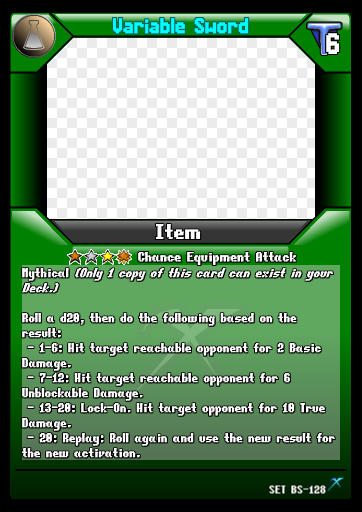 Variable Sword
T6
Item
Chance Equipment Attack
Mythical (Only 1 copy of this card can exist in your
Deck.)
Roll a d20, then do the following based on the
result:
- 1-6: Hit target reachable opponent for 2 Basic
Damage.
- 7-12: Hit target reachable opponent for 6
Unblockable Damage.
- 13-20: Lock-On. Hit target opponent for 10 True
Damage.
- 20: Replay: Roll again and use the new result for
the new activation.
SET BS-128